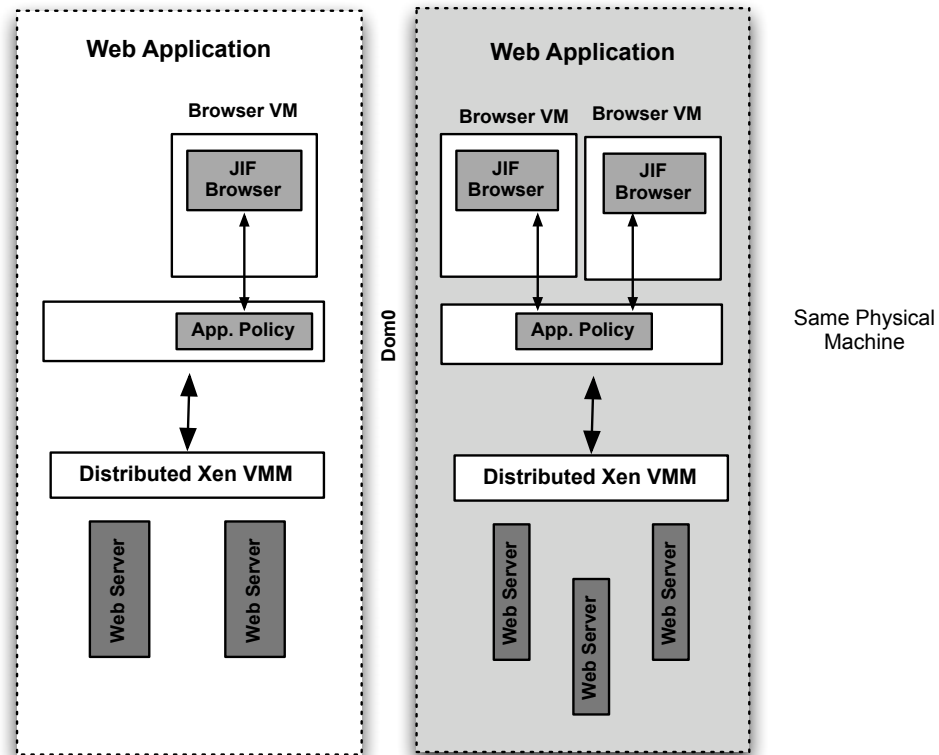 Web Application
Browser VM
JIF
Browser
App. Policy
Distributed Xen VMM
Web Server
Web Server
Dom0
Web Application
Browser VM
Browser VM
JIF
Browser
JIF
Browser
App. Policy
Distributed Xen VMM
Web Server
Web Server
Web Server
Same Physical
Machine